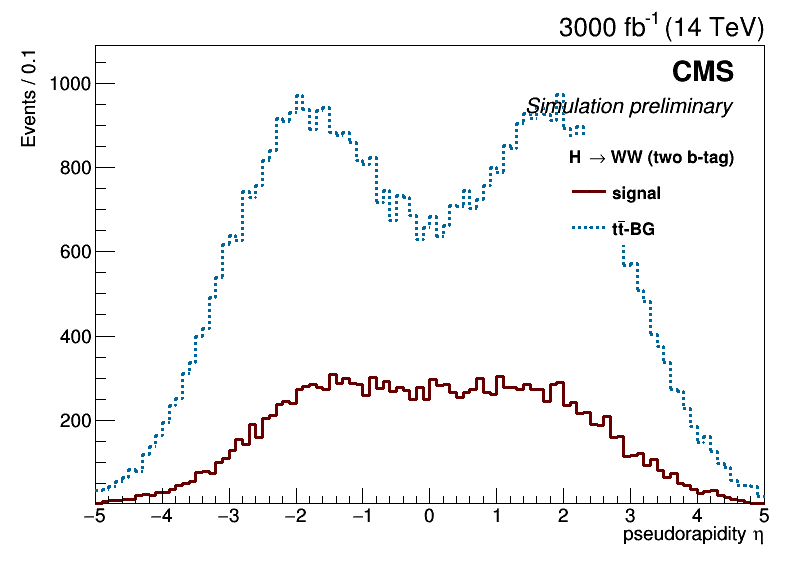 3000 fb⁻¹ (14 TeV)
CMS
Simulation preliminary
H → WW (two b-tag)
signal
tt̄-BG
Events / 0.1
1000
800
600
400
200
−5 −4 −3 −2 −1 0 1 2 3 4 5
pseudorapidity η